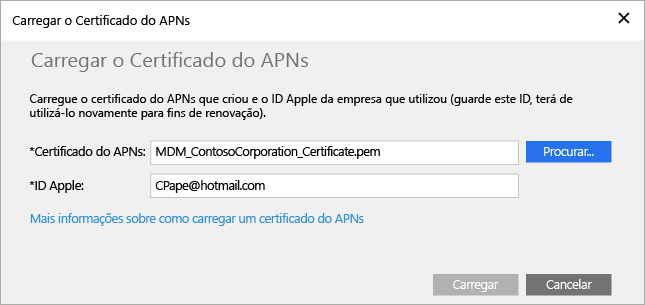 Carregar o Certificado do APNs
Carregar o Certificado do APNs
Carregue o certificado do APNs que criou e o ID Apple da empresa que utilizou (guarde este ID, terá de
utilizá-lo novamente para fins de renovação).
*Certificado do APNs: MDM_ContosoCorporation_Certificate.pem Procurar...
*ID Apple: CPape@hotmail.com
Mais informações sobre como carregar um certificado do APNs
Carregar Cancelar